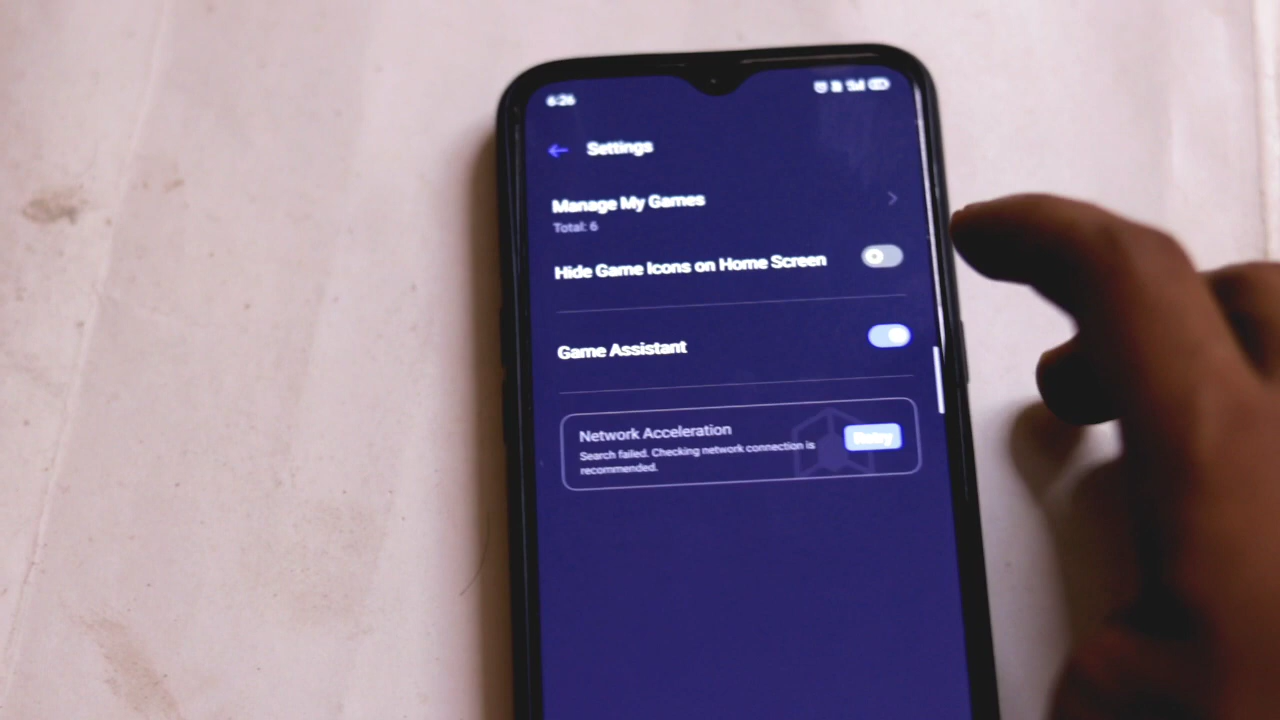 6:26
Settings
Manage My Games
Total: 6
Hide Game Icons on Home Screen
Game Assistant
Network Acceleration
Search failed. Checking network connection is
recommended.
Retry